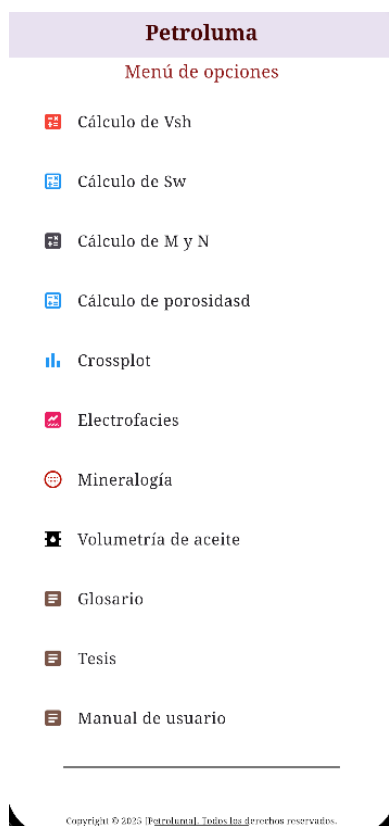 Petroluma
Menú de opciones
Cálculo de Vsh
Cálculo de Sw
Cálculo de M y N
Cálculo de porosidasd
Crossplot
Electrofacies
Mineralogía
Volumetría de aceite
Glosario
Tesis
Manual de usuario
Copyright © 2025 [Petroluma]. Todos los derechos reservados.